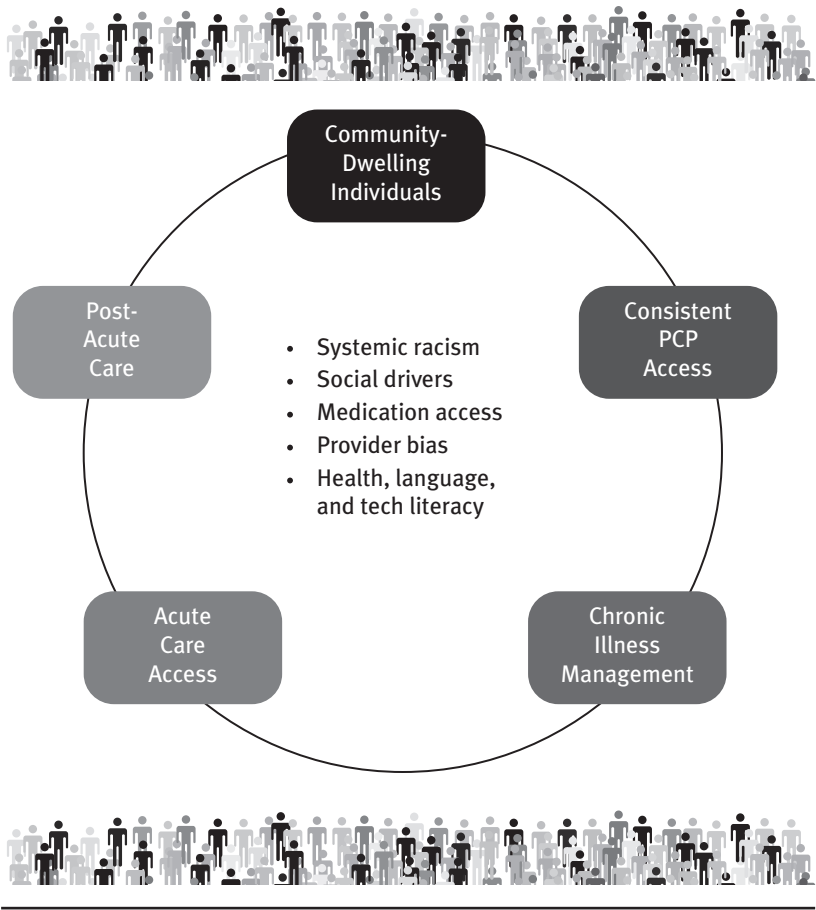 Community-
Dwelling
Individuals
Post-
Acute
Care
Consistent
PCP
Access
• Systemic racism
• Social drivers
• Medication access
• Provider bias
• Health, language,
and tech literacy
Acute
Care
Access
Chronic
Illness
Management